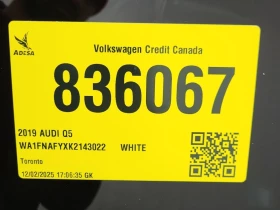 ADESA
Volkswagen Credit Canada
836067
2019 AUDI Q5
WA1FNAFYXK2143022 WHITE
Toronto
12/02/2025 17:06:35 GK